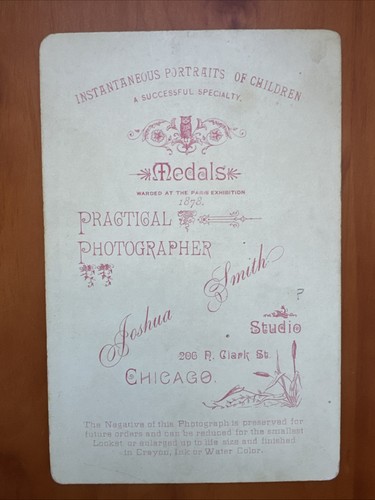 INSTANTANEOUS PORTRAITS OF CHILDREN
A SUCCESSFUL SPECIALTY.
Medals
WARDED AT THE PARIS EXHIBITION
1878.
PRACTICAL
PHOTOGRAPHER
Joshua Smith
?
Studio
206 N. Clark St.
CHICAGO.
The Negative of this Photograph is preserved for
future orders and can be reduced for the smallest
Locket or enlarged up to life size and finished
in Crayon, Ink or Water Color.